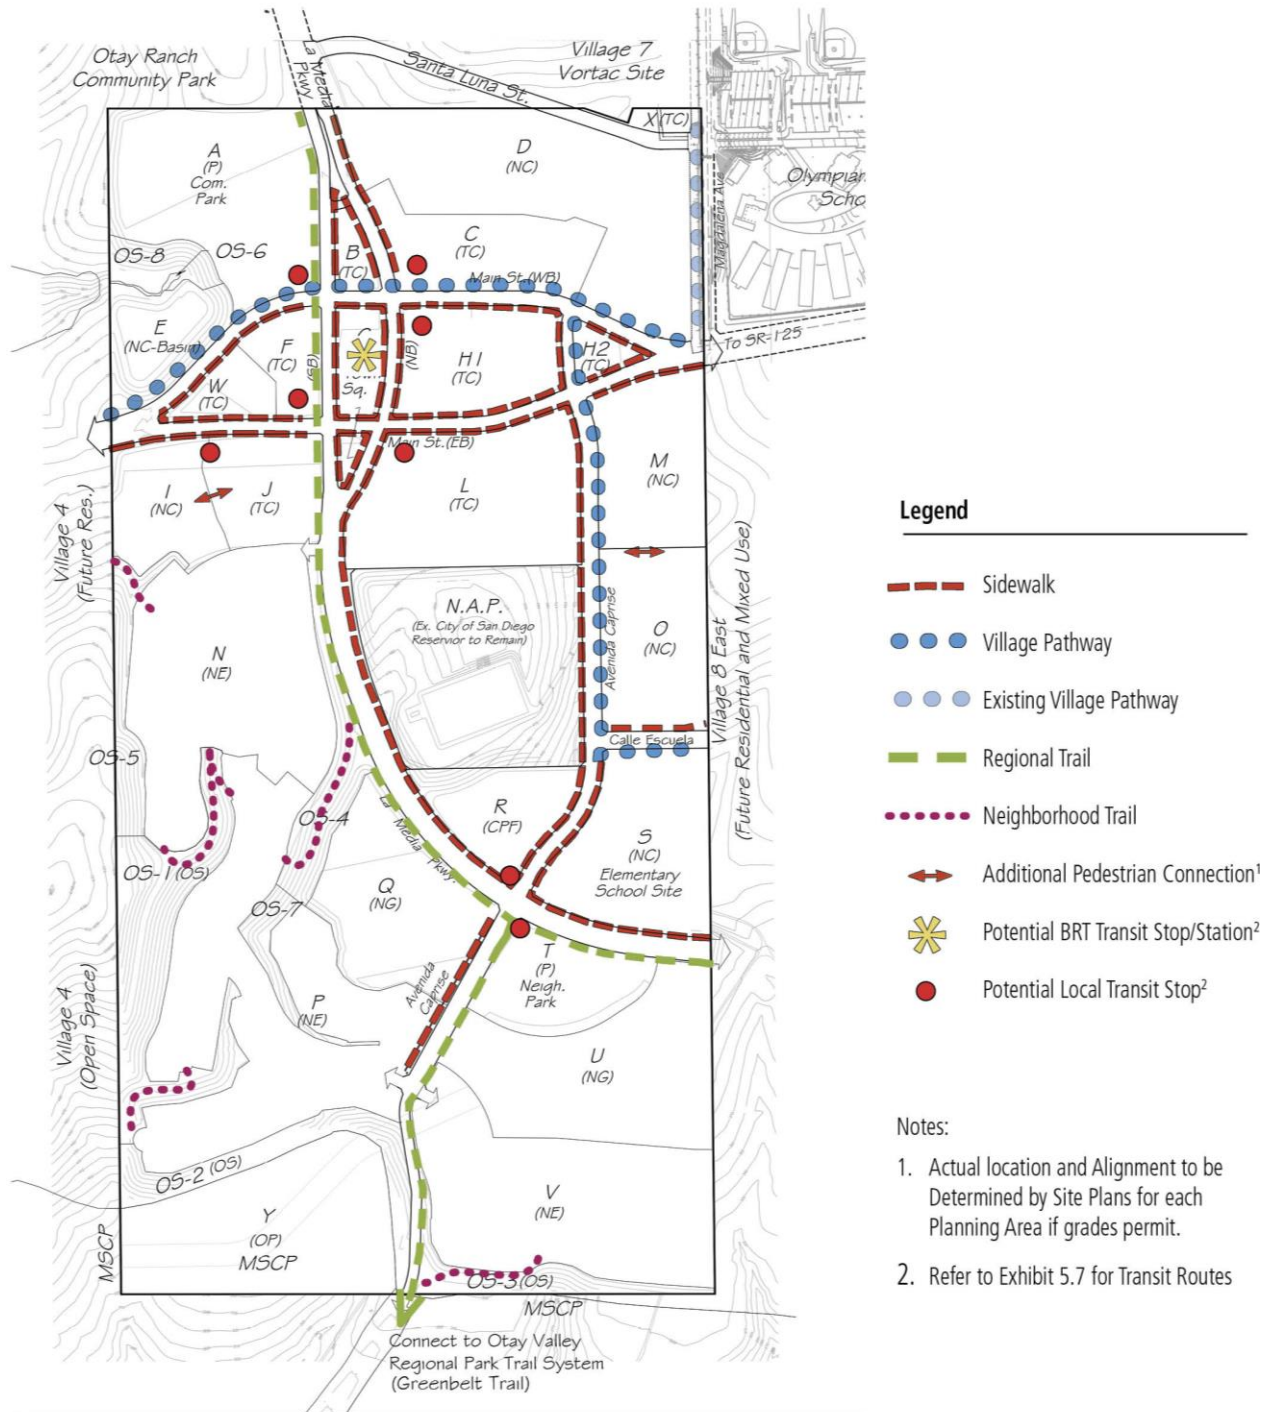 Otay Ranch
Community Park
La Media
Pkwy
Santa Luna St.
Village 7
Vortac Site
X (TC)
A
(P)
Com.
Park
D
(NC)
Olympian
Magdalena Ave
OS-8
OS-6
B
(TC)
C
(TC)
Main St.(WB)
E
(NC-Basin)
F
(TC)
(SB)
G
Sq.
(NB)
H1
(TC)
H2
(TC)
To SR-125
W
(TC)
Main St.(EB)
I
(NC)
J
(TC)
L
(TC)
M
(NC)
Village 4
(Future Res.)
N.A.P.
(Ex. City of San Diego
Reservior to Remain)
Avenida Caprise
O
(NC)
N
(NE)
Calle Escuela
Village 8 East
(Future Residential and Mixed Use)
OS-5
OS-4
La Media Pkwy.
R
(CPF)
S
(NC)
Elementary
School Site
OS-1 (OS)
Q
(NG)
OS-7
Avenida
Caprise
T
(P)
Neigh.
Park
P
(NE)
Village 4
(Open Space)
U
(NG)
OS-2 (OS)
V
(NE)
Y
(OP)
MSCP
MSCP
OS-3 (OS)
MSCP
Connect to Otay Valley
Regional Park Trail System
(Greenbelt Trail)
Legend
Sidewalk
Village Pathway
Existing Village Pathway
Regional Trail
Neighborhood Trail
Additional Pedestrian Connection1
Potential BRT Transit Stop/Station2
Potential Local Transit Stop2
Notes:
1. Actual location and Alignment to be
Determined by Site Plans for each
Planning Area if grades permit.
2. Refer to Exhibit 5.7 for Transit Routes